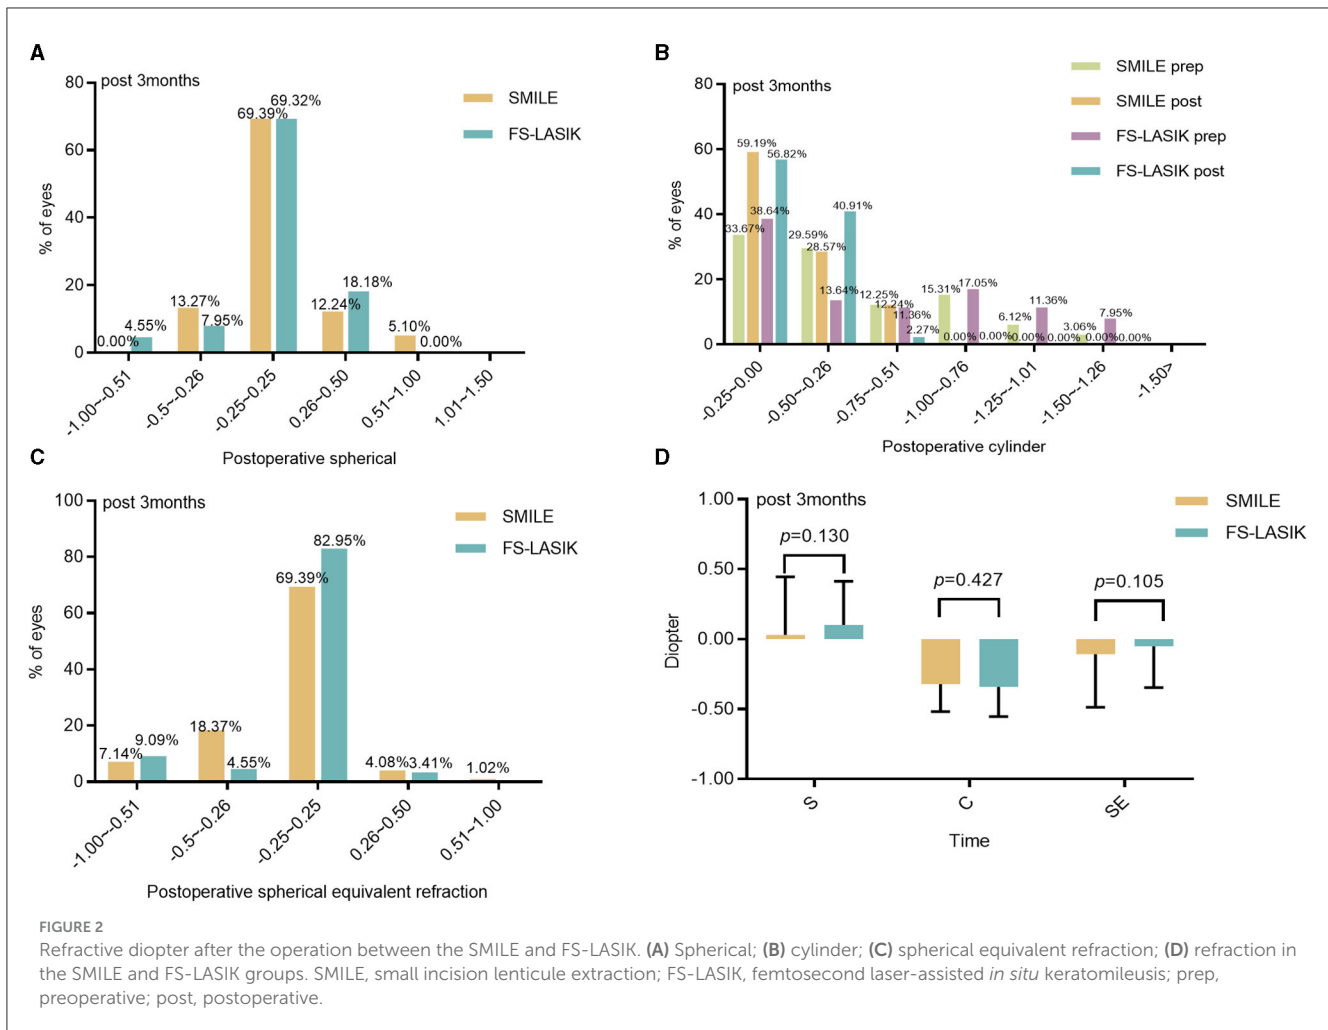 A
post 3months
SMILE
FS-LASIK
% of eyes
80
60
40
20
0
0.00%
4.55%
13.27%
7.95%
69.39%
69.32%
12.24%
18.18%
5.10%
0.00%
-1.00~-0.51
-0.5~-0.26
-0.25~0.25
0.26~0.50
0.51~1.00
1.01~1.50
Postoperative spherical
B
post 3months
SMILE prep
SMILE post
FS-LASIK prep
FS-LASIK post
% of eyes
80
60
40
20
0
33.67%
59.19%
38.64%
56.82%
29.59%
28.57%
13.64%
40.91%
12.25%
12.24%
11.36%
2.27%
15.31%
0.00%
17.05%
0.00%
6.12%
0.00%
11.36%
0.00%
3.06%
0.00%
7.95%
0.00%
-0.25~0.00
-0.50~-0.26
-0.75~-0.51
-1.00~-0.76
-1.25~-1.01
-1.50~-1.26
-1.50>
Postoperative cylinder
C
post 3months
SMILE
FS-LASIK
% of eyes
100
80
60
40
20
0
7.14%
9.09%
18.37%
4.55%
69.39%
82.95%
4.08%
3.41%
1.02%
-1.00~-0.51
-0.5~-0.26
-0.25~0.25
0.26~0.50
0.51~1.00
Postoperative spherical equivalent refraction
D
post 3months
SMILE
FS-LASIK
Diopter
1.00
0.50
0.00
-0.50
-1.00
p=0.130
p=0.427
p=0.105
S
C
SE
Time
FIGURE 2
Refractive diopter after the operation between the SMILE and FS-LASIK. (A) Spherical; (B) cylinder; (C) spherical equivalent refraction; (D) refraction in
the SMILE and FS-LASIK groups. SMILE, small incision lenticule extraction; FS-LASIK, femtosecond laser-assisted in situ keratomileusis; prep,
preoperative; post, postoperative.